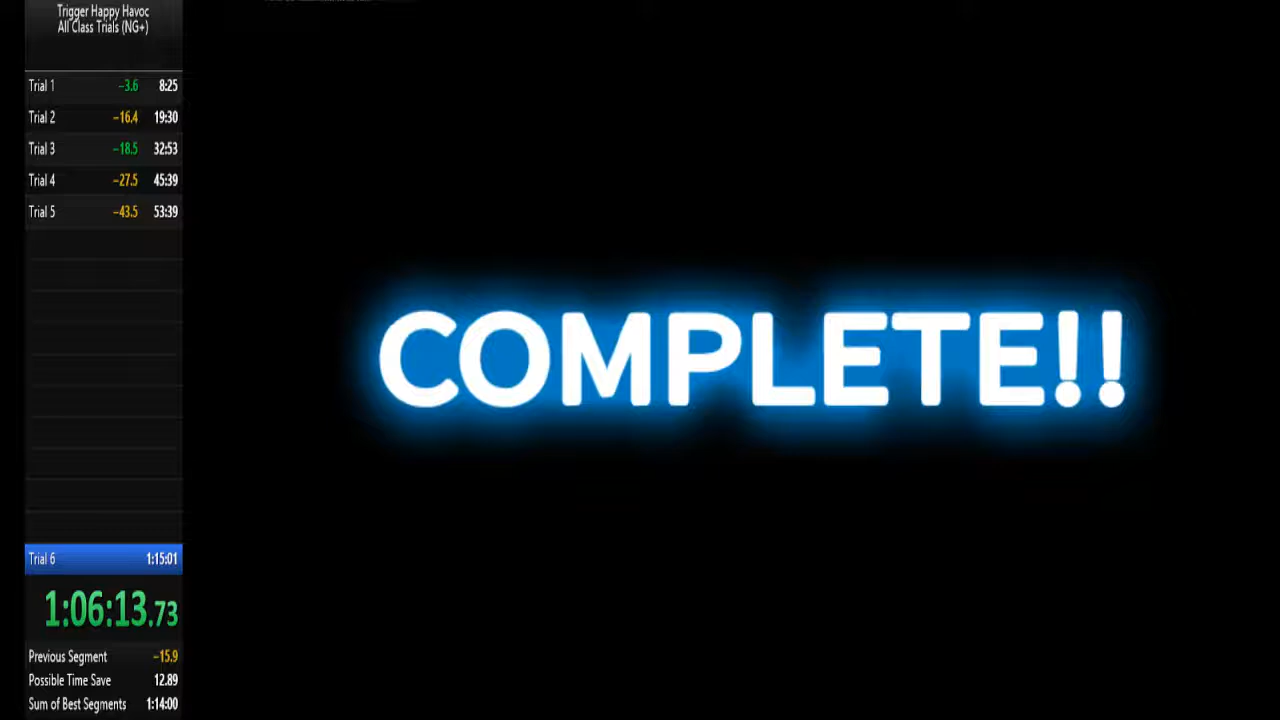 Trigger Happy Havoc
All Class Trials (NG+)
Trial 1 −3.6 8:25
Trial 2 −16.4 19:30
Trial 3 −18.5 32:53
Trial 4 −27.5 45:39
Trial 5 −43.5 53:39
COMPLETE!!
Trial 6 1:15:01
1:06:13.73
Previous Segment −15.9
Possible Time Save 12.89
Sum of Best Segments 1:14:00